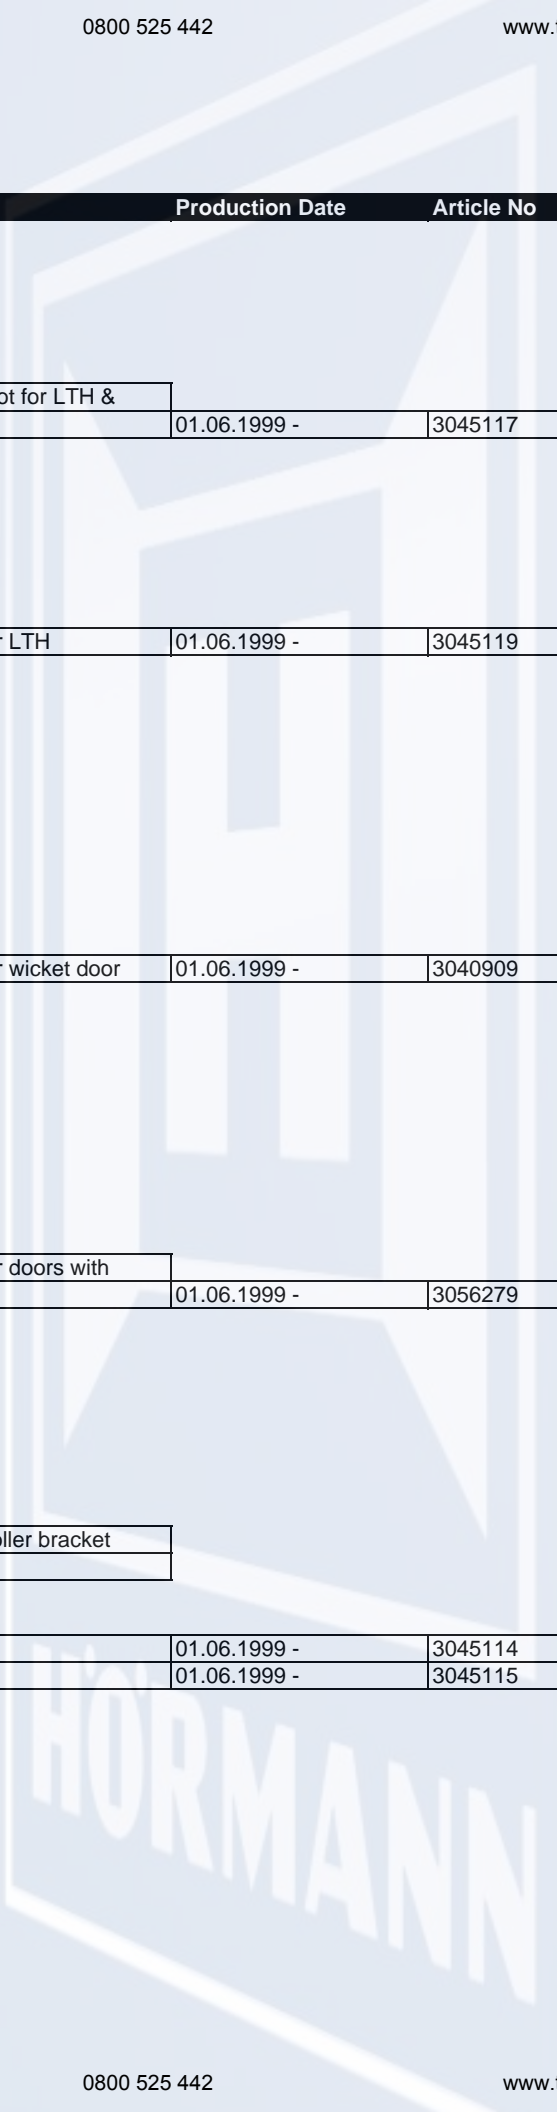 0800 525 442 www.
Production Date Article No
for LTH &
01.06.1999 - 3045117
LTH 01.06.1999 - 3045119
wicket door 01.06.1999 - 3040909
doors with
01.06.1999 - 3056279
bracket
01.06.1999 - 3045114
01.06.1999 - 3045115
HÖRMANN
0800 525 442 www.